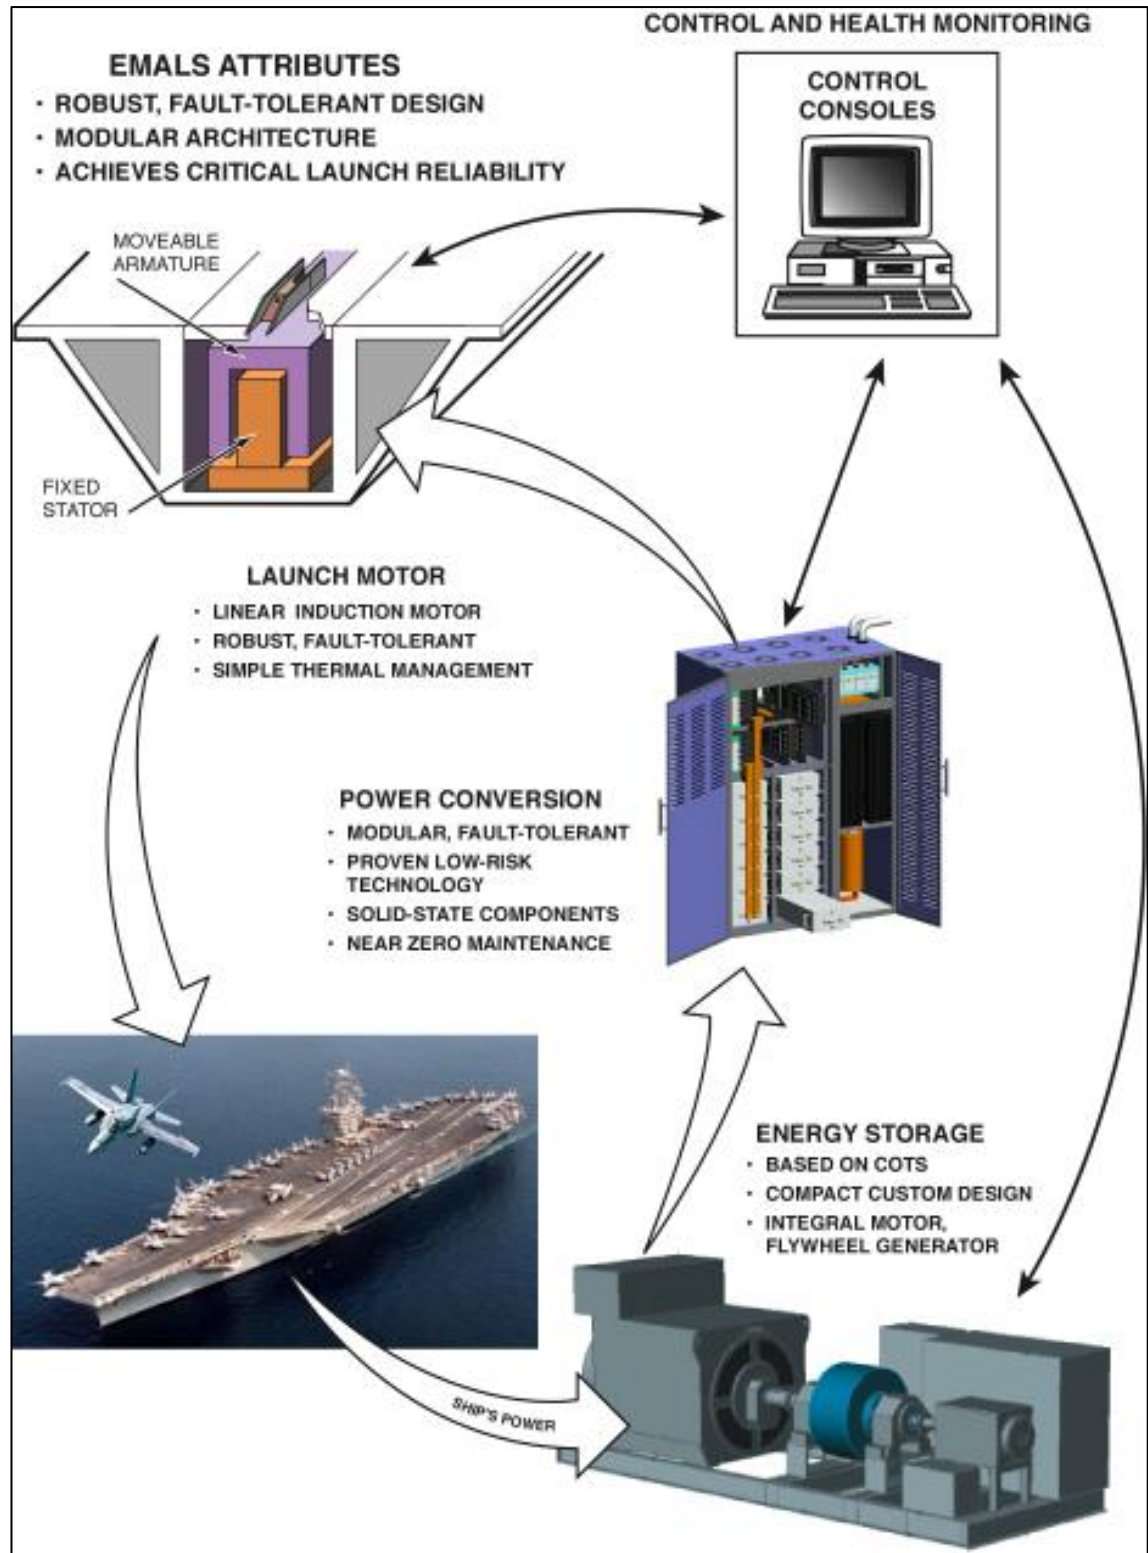 CONTROL AND HEALTH MONITORING
EMALS ATTRIBUTES
· ROBUST, FAULT-TOLERANT DESIGN
· MODULAR ARCHITECTURE
· ACHIEVES CRITICAL LAUNCH RELIABILITY
CONTROL
CONSOLES
MOVEABLE
ARMATURE
FIXED
STATOR
LAUNCH MOTOR
· LINEAR INDUCTION MOTOR
· ROBUST, FAULT-TOLERANT
· SIMPLE THERMAL MANAGEMENT
POWER CONVERSION
· MODULAR, FAULT-TOLERANT
· PROVEN LOW-RISK
TECHNOLOGY
· SOLID-STATE COMPONENTS
· NEAR ZERO MAINTENANCE
ENERGY STORAGE
· BASED ON COTS
· COMPACT CUSTOM DESIGN
· INTEGRAL MOTOR,
FLYWHEEL GENERATOR
SHIP'S POWER